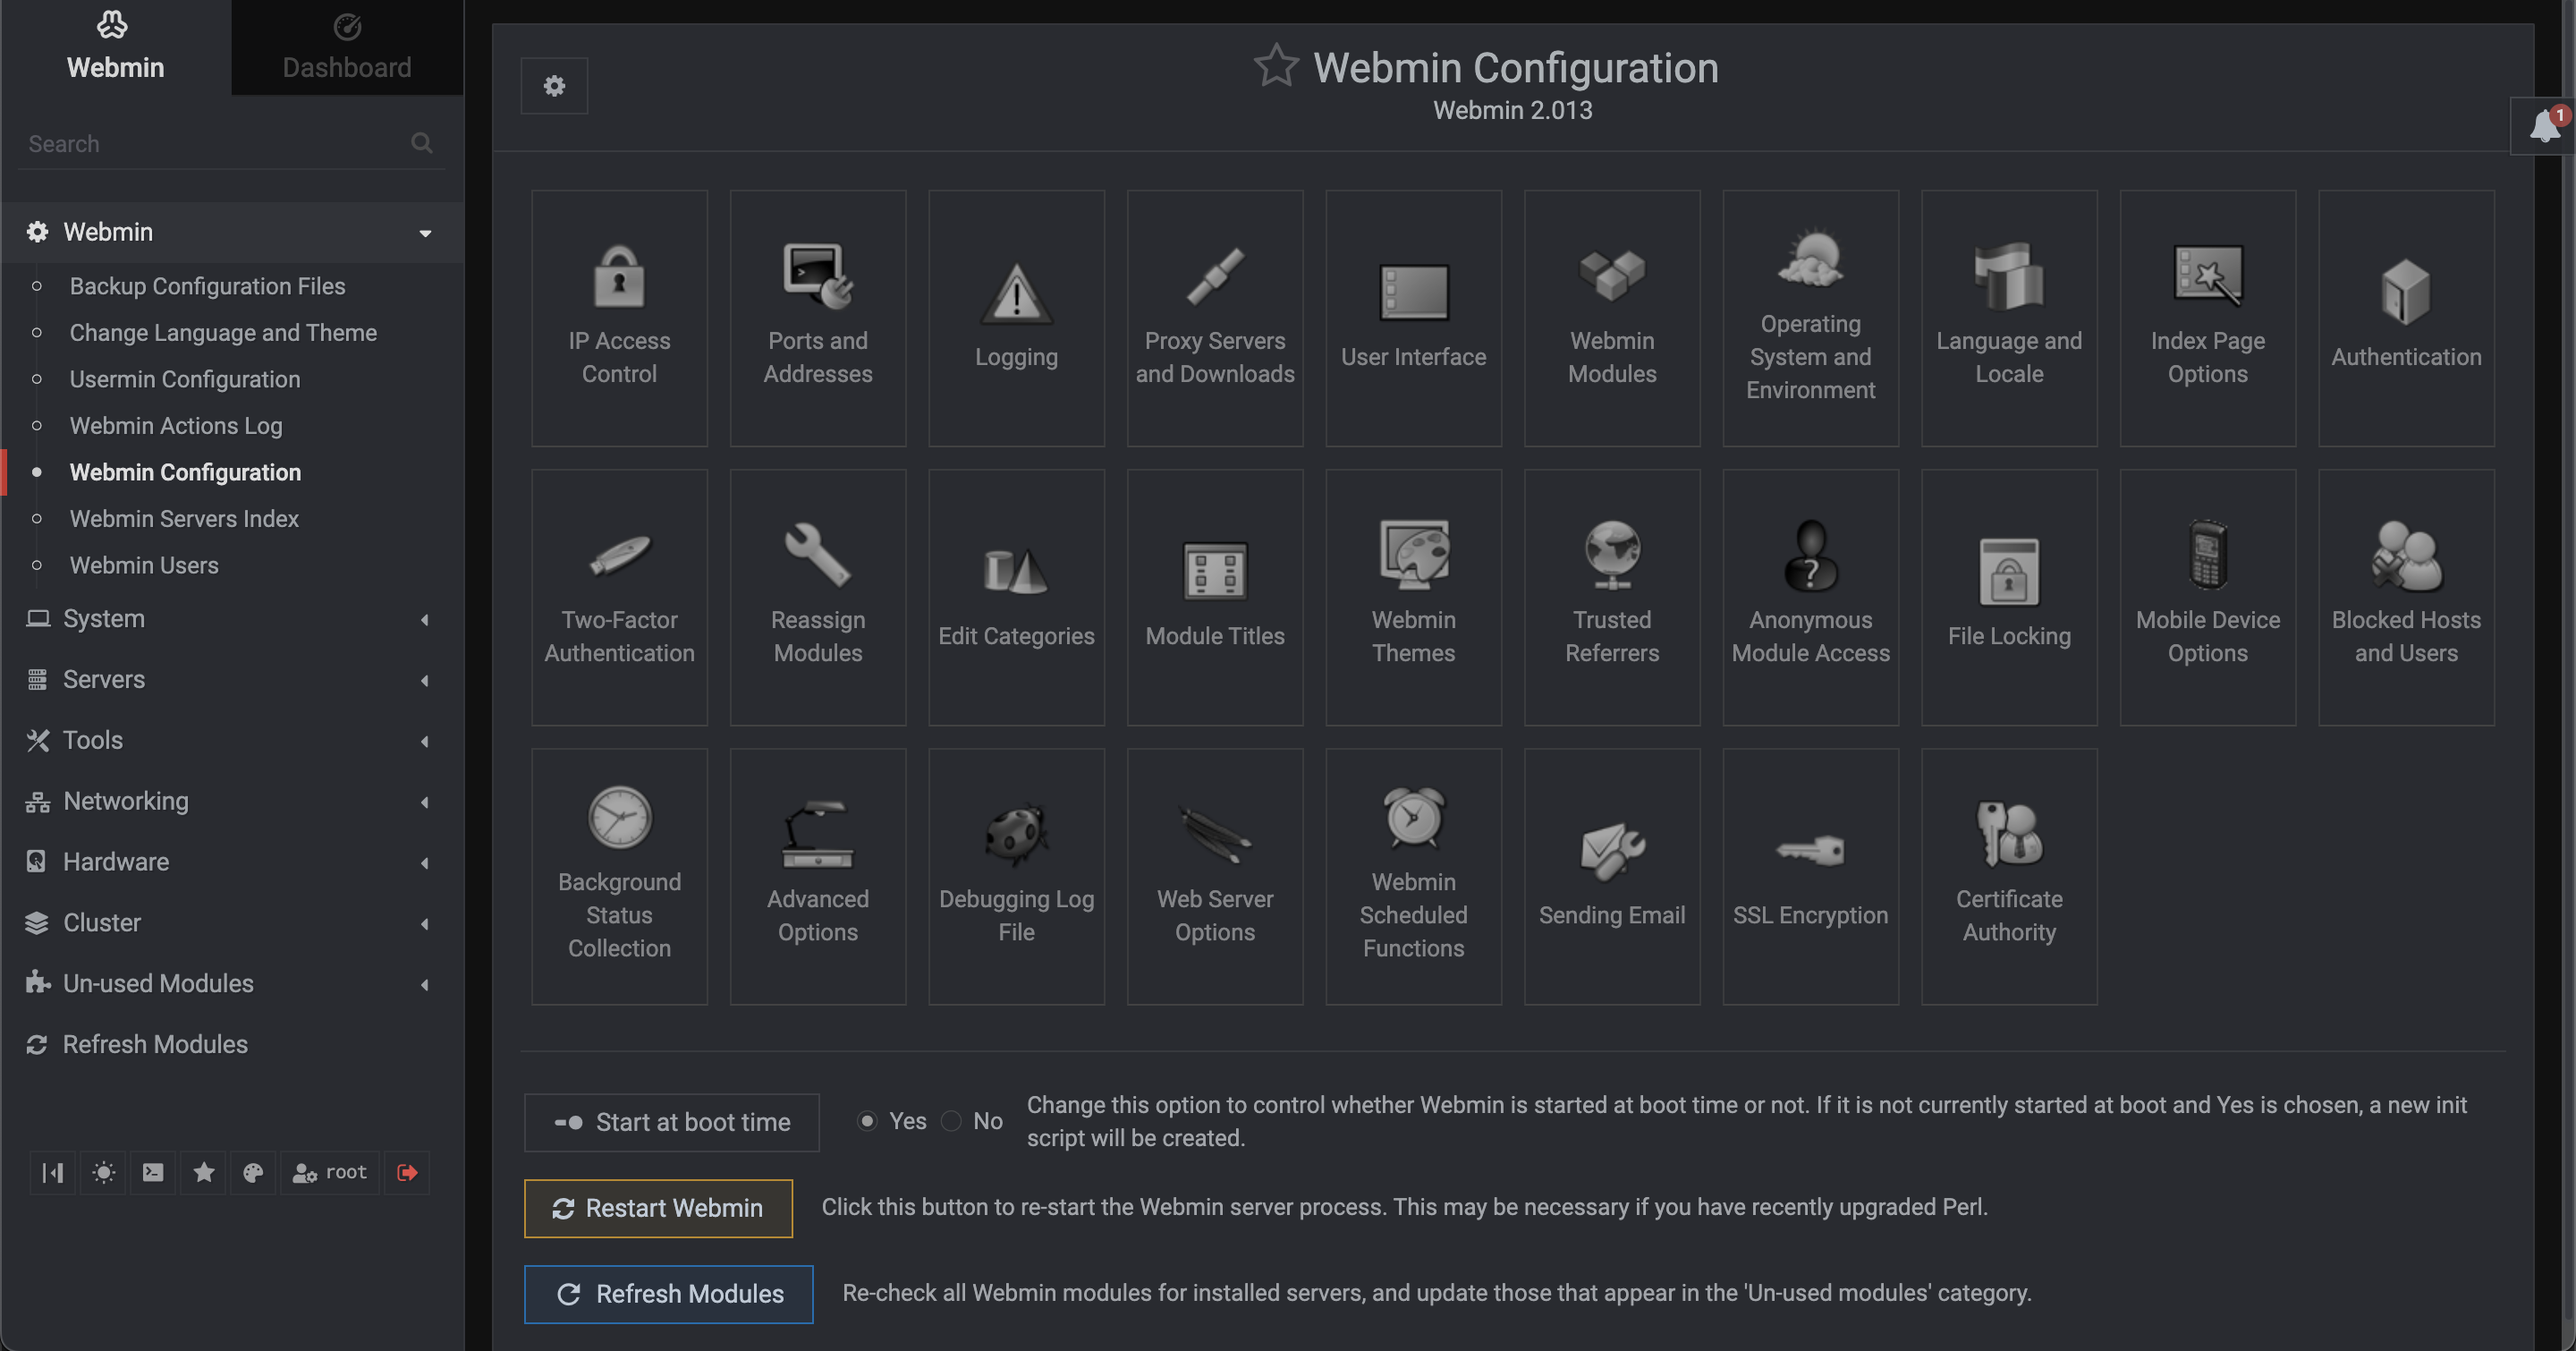 Webmin
Dashboard
Search
Webmin
Backup Configuration Files
Change Language and Theme
Usermin Configuration
Webmin Actions Log
Webmin Configuration
Webmin Servers Index
Webmin Users
System
Servers
Tools
Networking
Hardware
Cluster
Un-used Modules
Refresh Modules
root
Webmin Configuration
Webmin 2.013
1
IP Access
Control
Ports and
Addresses
Logging
Proxy Servers
and Downloads
User Interface
Webmin
Modules
Operating
System and
Environment
Language and
Locale
Index Page
Options
Authentication
Two-Factor
Authentication
Reassign
Modules
Edit Categories
Module Titles
Webmin
Themes
Trusted
Referrers
Anonymous
Module Access
File Locking
Mobile Device
Options
Blocked Hosts
and Users
Background
Status
Collection
Advanced
Options
Debugging Log
File
Web Server
Options
Webmin
Scheduled
Functions
Sending Email
SSL Encryption
Certificate
Authority
Start at boot time
Yes No
Change this option to control whether Webmin is started at boot time or not. If it is not currently started at boot and Yes is chosen, a new init
script will be created.
Restart Webmin
Click this button to re-start the Webmin server process. This may be necessary if you have recently upgraded Perl.
Refresh Modules
Re-check all Webmin modules for installed servers, and update those that appear in the 'Un-used modules' category.